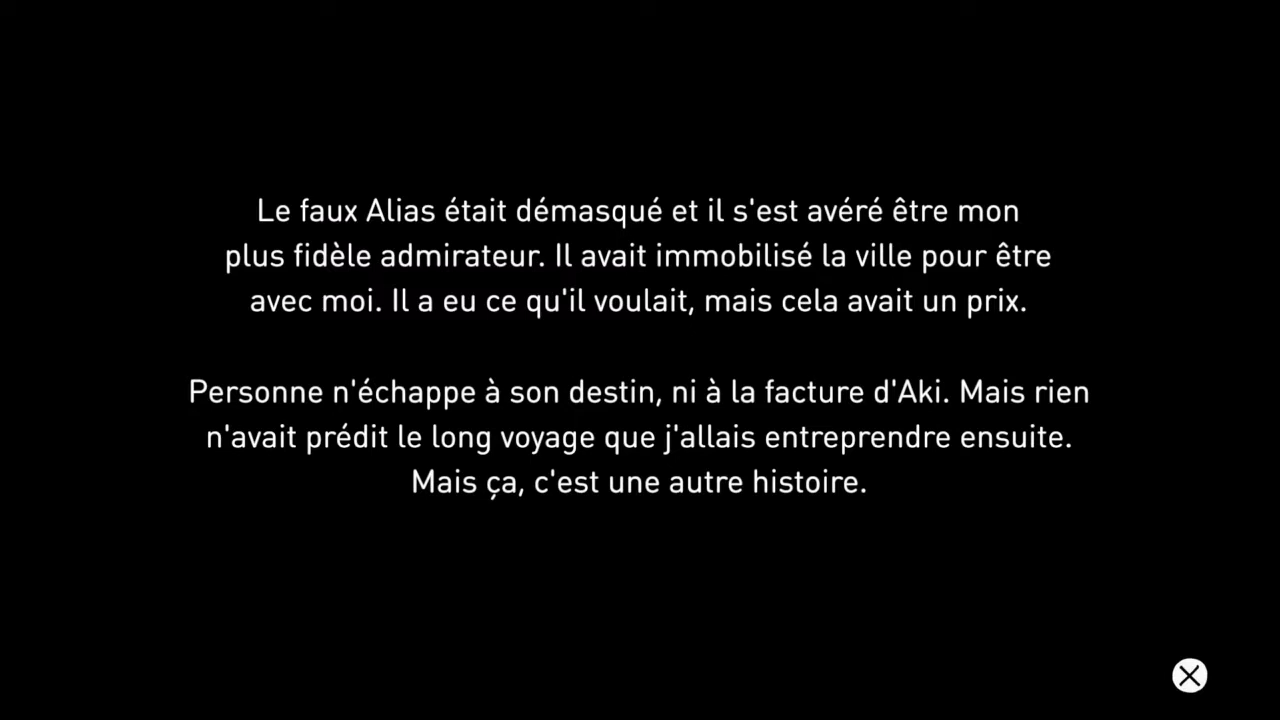 Le faux Alias était démasqué et il s'est avéré être mon
plus fidèle admirateur. Il avait immobilisé la ville pour être
avec moi. Il a eu ce qu'il voulait, mais cela avait un prix.
Personne n'échappe à son destin, ni à la facture d'Aki. Mais rien
n'avait prédit le long voyage que j'allais entreprendre ensuite.
Mais ça, c'est une autre histoire.